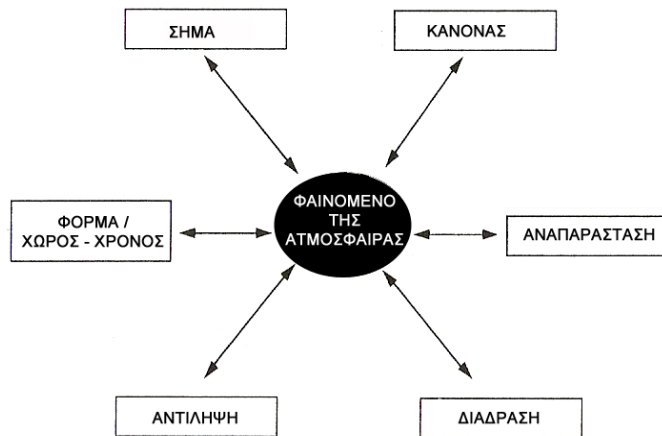 ΣΗΜΑ
ΚΑΝΟΝΑΣ
ΦΑΙΝΟΜΕΝΟ
ΤΗΣ
ΑΤΜΟΣΦΑΙΡΑΣ
ΦΟΡΜΑ /
ΧΩΡΟΣ - ΧΡΟΝΟΣ
ΑΝΑΠΑΡΑΣΤΑΣΗ
ΑΝΤΙΛΗΨΗ
ΔΙΑΔΡΑΣΗ